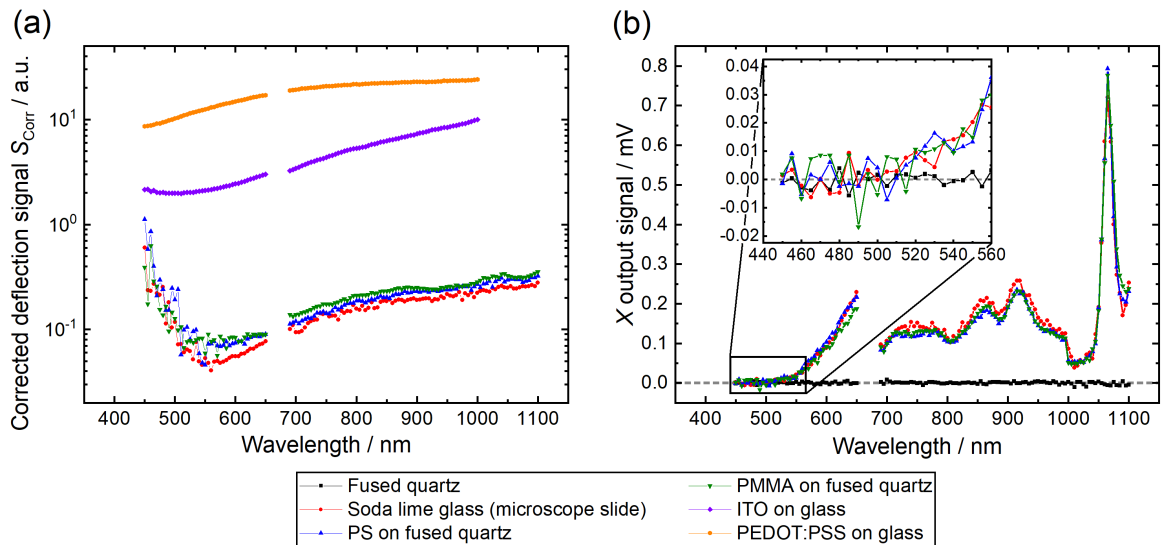 (a)
Corrected deflection signal S_Corr / a.u.
10¹
10⁰
10⁻¹
400 500 600 700 800 900 1000 1100
Wavelength / nm
(b)
X output signal / mV
0.8
0.7
0.6
0.5
0.4
0.3
0.2
0.1
0.0
400 500 600 700 800 900 1000 1100
Wavelength / nm
0.04
0.03
0.02
0.01
0.00
-0.01
-0.02
440 460 480 500 520 540 560
Fused quartz
Soda lime glass (microscope slide)
PS on fused quartz
PMMA on fused quartz
ITO on glass
PEDOT:PSS on glass